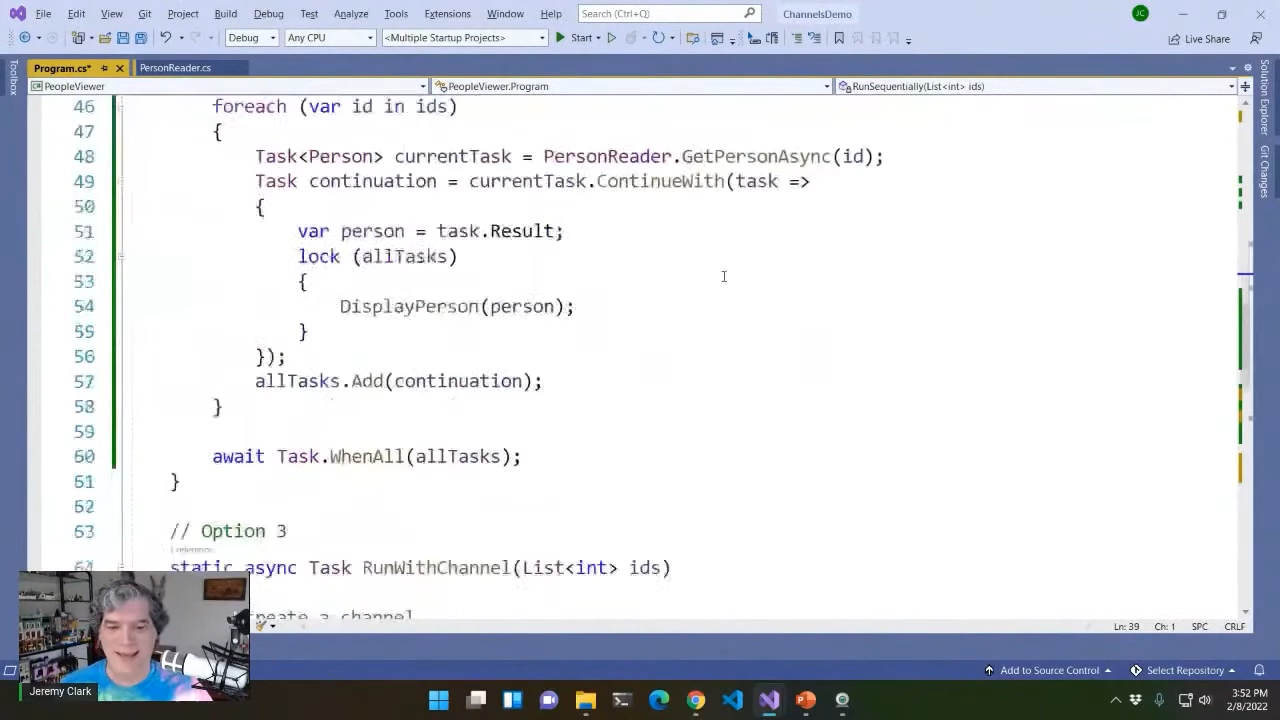 File Edit View Git Project Build Debug Test Analyze Tools Extensions Window Help Search (Ctrl+Q) ChannelsDemo JC
Debug Any CPU <Multiple Startup Projects> Start Live Share
Toolbox Program.cs* PersonReader.cs Solution Explorer Git Changes
PeopleViewer PeopleViewer.Program RunSequentially(List<int> ids)
46 foreach (var id in ids)
47 {
48 Task<Person> currentTask = PersonReader.GetPersonAsync(id);
49 Task continuation = currentTask.ContinueWith(task =>
50 {
51 var person = task.Result;
52 lock (allTasks)
53 {
54 DisplayPerson(person);
55 }
56 });
57 allTasks.Add(continuation);
58 }
59
60 await Task.WhenAll(allTasks);
61 }
62
63 // Option 3
1 reference
64 static async Task RunWithChannel(List<int> ids)
create a channel
Ln: 39 Ch: 1 SPC CRLF
Add to Source Control Select Repository
Jeremy Clark
3:52 PM
2/8/2022